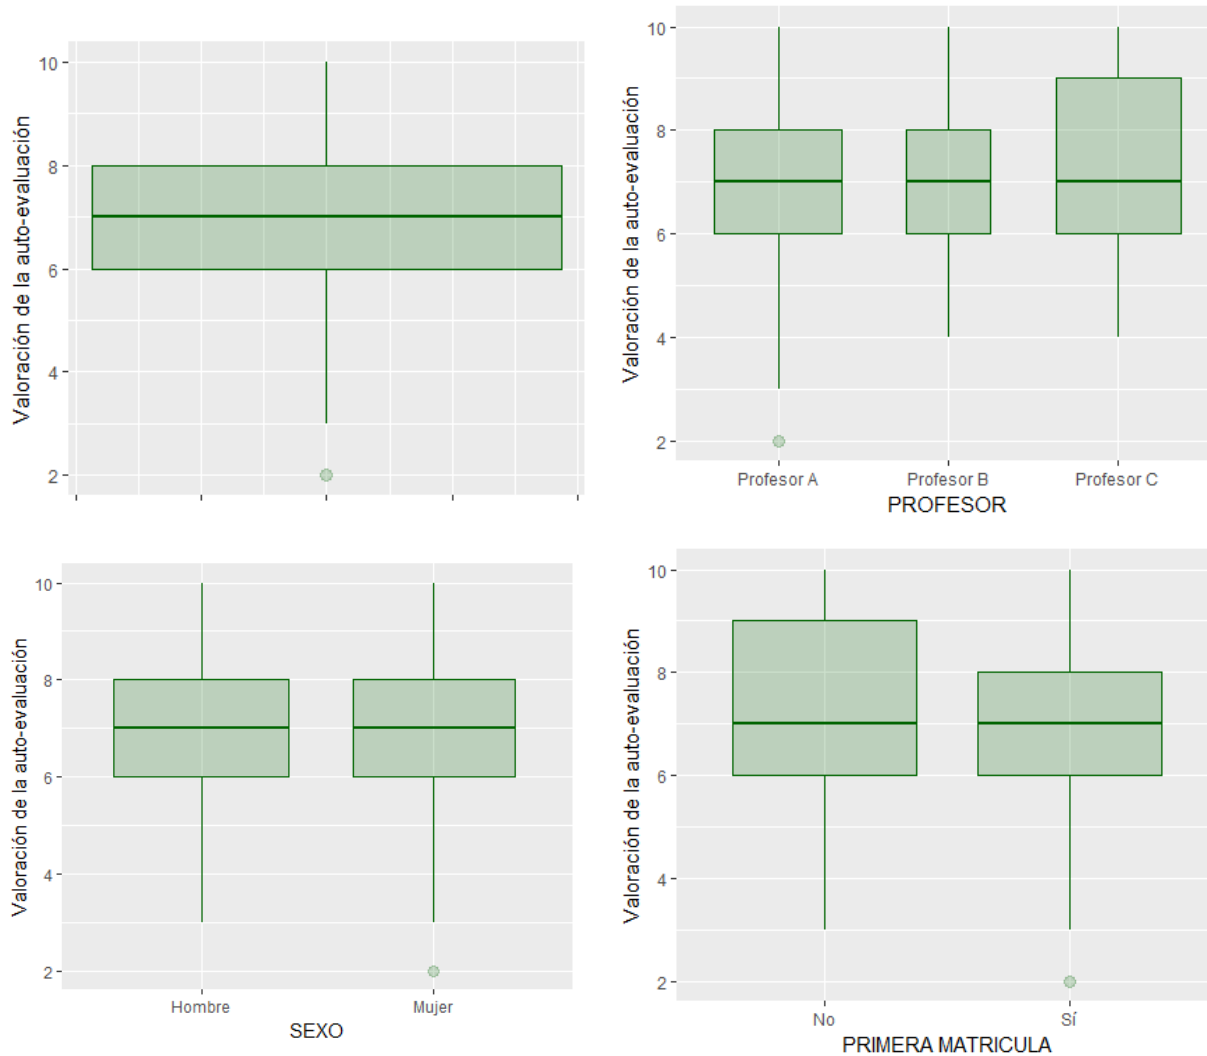 Valoración de la auto-evaluación
10
8
6
4
2
Valoración de la auto-evaluación
10
8
6
4
2
Profesor A Profesor B Profesor C
PROFESOR
Valoración de la auto-evaluación
10
8
6
4
2
Hombre Mujer
SEXO
Valoración de la auto-evaluación
10
8
6
4
2
No Sí
PRIMERA MATRICULA